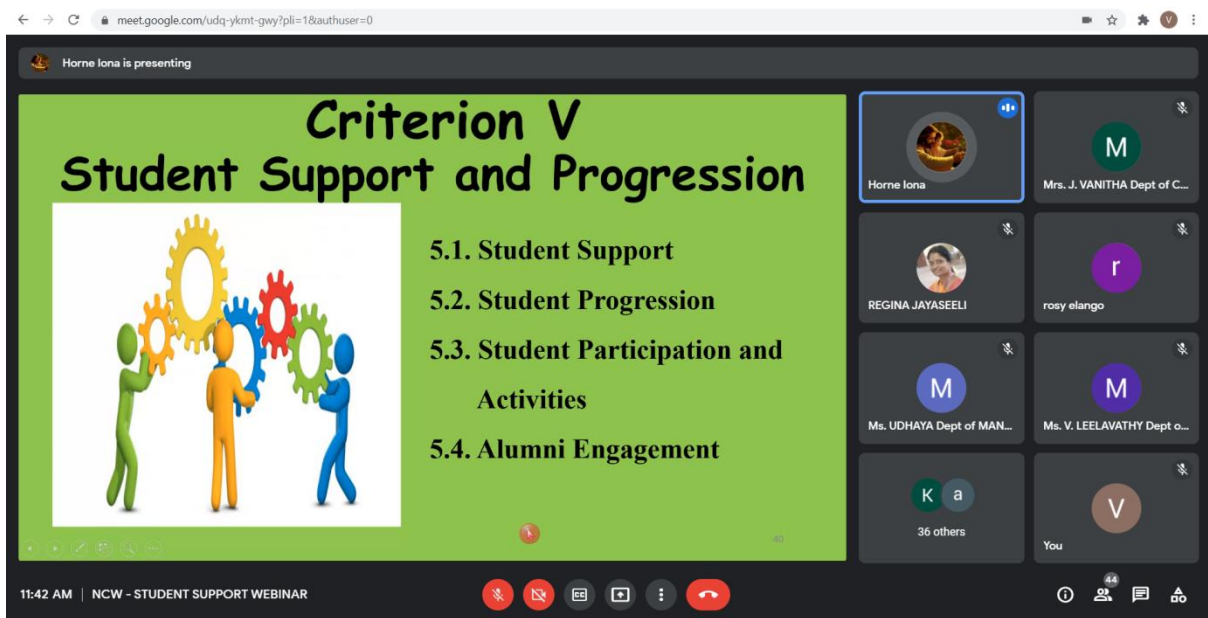 meet.google.com/udq-ykmt-gwy?pli=1&authuser=0
V
Horne Iona is presenting
Criterion V
Student Support and Progression
5.1. Student Support
5.2. Student Progression
5.3. Student Participation and
Activities
5.4. Alumni Engagement
40
Horne Iona
M
Mrs. J. VANITHA Dept of C...
REGINA JAYASEELI
r
rosy elango
M
Ms. UDHAYA Dept of MAN...
M
Ms. V. LEELAVATHY Dept o...
K a
36 others
V
You
11:42 AM | NCW - STUDENT SUPPORT WEBINAR
CC
44